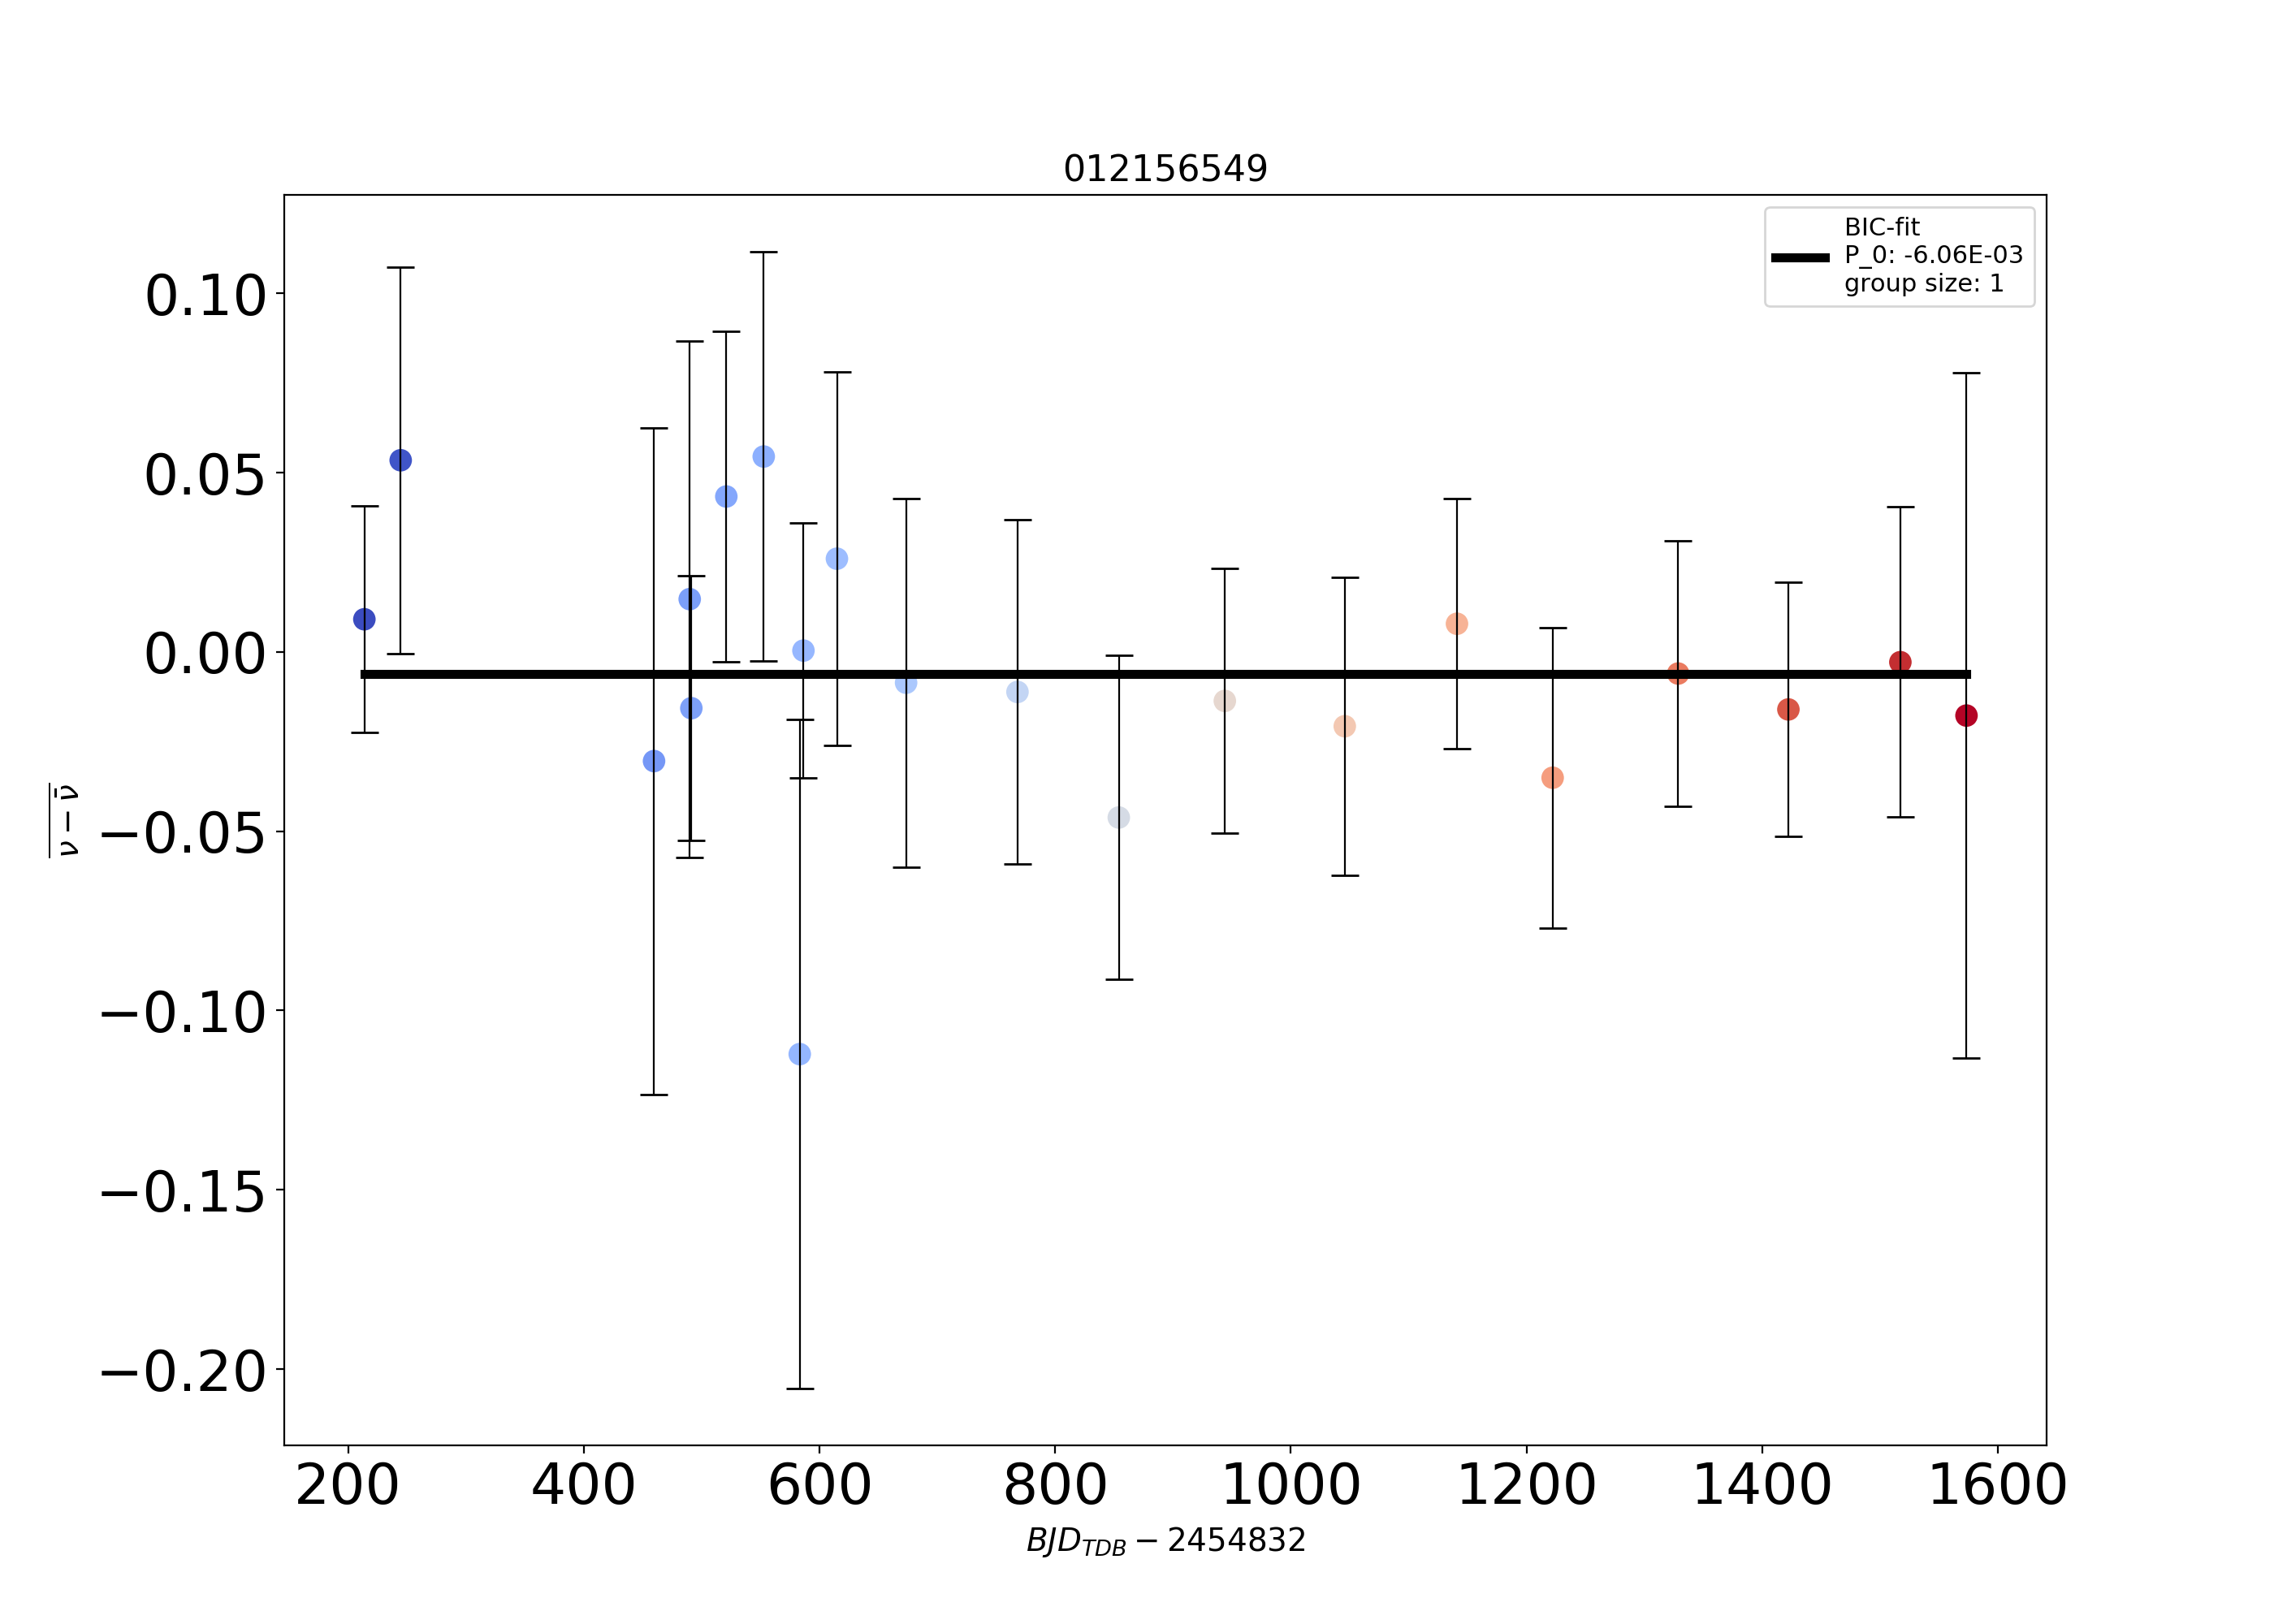 012156549
BIC-fit
P_0: -6.06E-03
group size: 1
0.10
0.05
0.00
−0.05
−0.10
−0.15
−0.20
ν − ν̄
200 400 600 800 1000 1200 1400 1600
BJD_TDB − 2454832